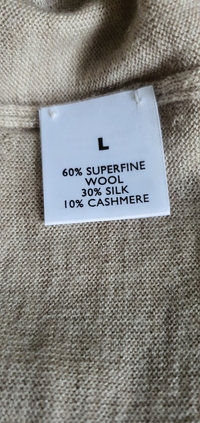 L
60% SUPERFINE
WOOL
30% SILK
10% CASHMERE